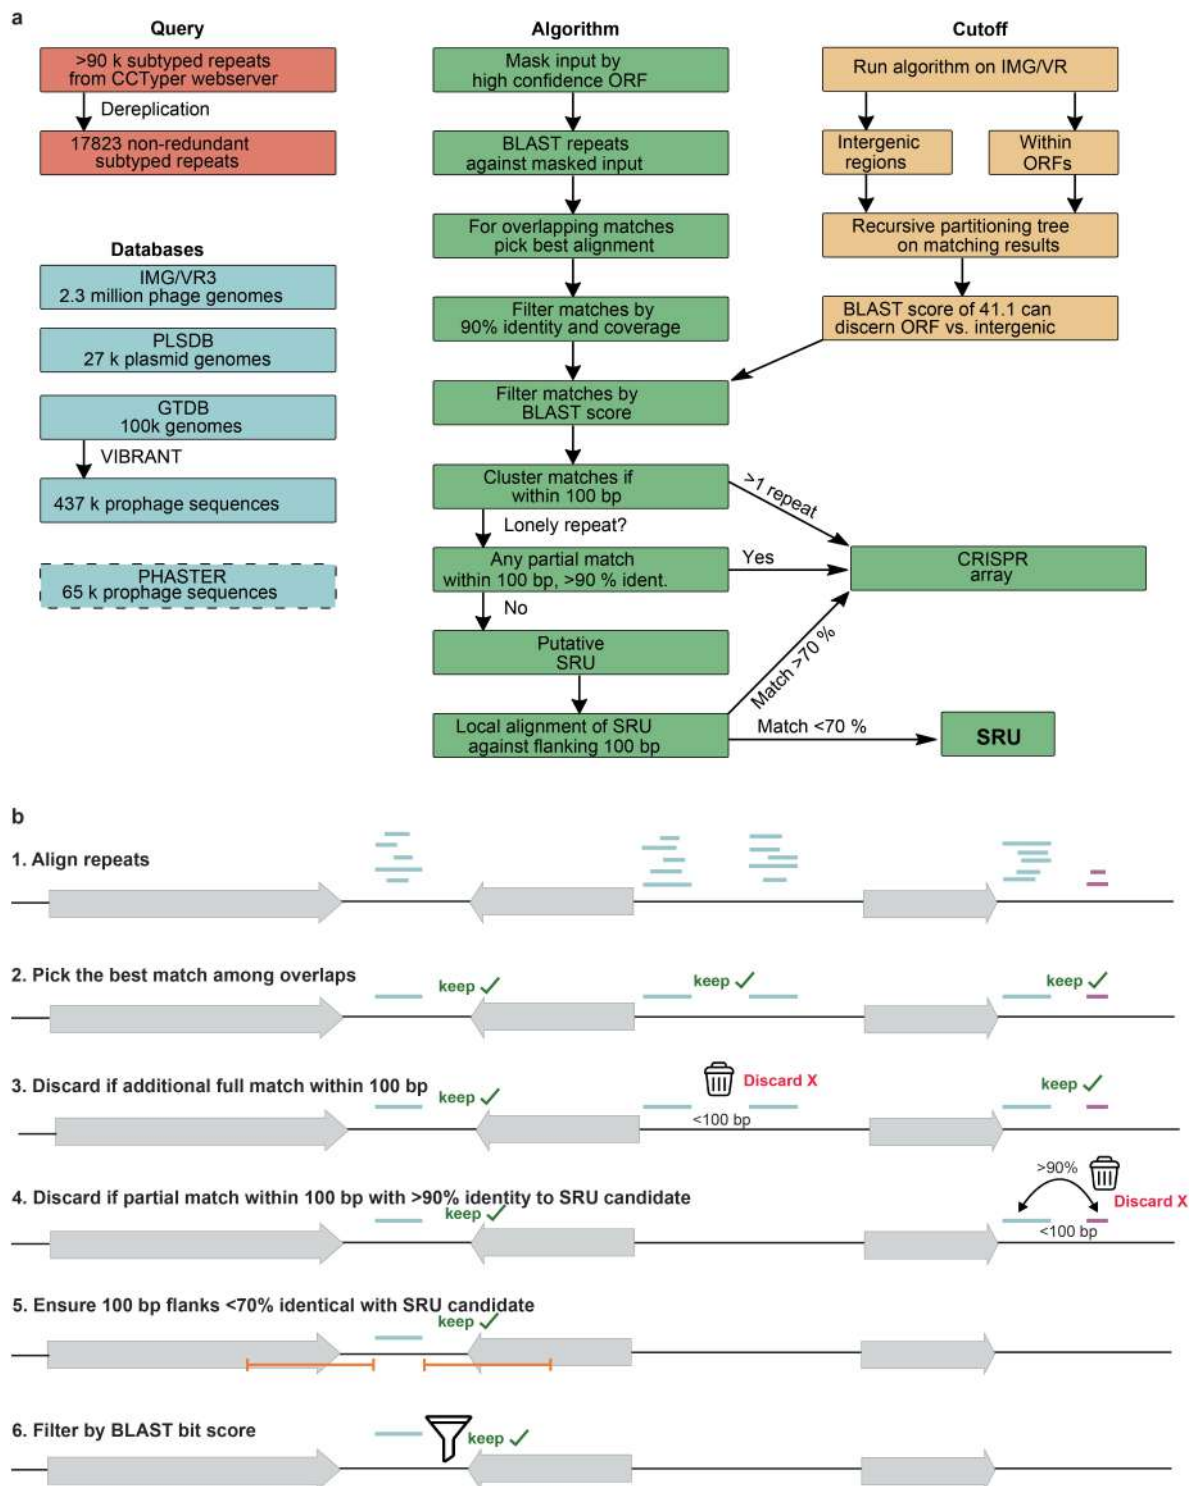 a
Query
>90 k subtyped repeats
from CCTyper webserver
Dereplication
17823 non-redundant
subtyped repeats
Databases
IMG/VR3
2.3 million phage genomes
PLSDB
27 k plasmid genomes
GTDB
100k genomes
VIBRANT
437 k prophage sequences
PHASTER
65 k prophage sequences
Algorithm
Mask input by
high confidence ORF
BLAST repeats
against masked input
For overlapping matches
pick best alignment
Filter matches by
90% identity and coverage
Filter matches by
BLAST score
Cluster matches if
within 100 bp
>1 repeat
Lonely repeat?
Any partial match
within 100 bp, >90 % ident.
Yes
CRISPR
array
No
Putative
SRU
Local alignment of SRU
against flanking 100 bp
Match >70 %
Match <70 %
SRU
Cutoff
Run algorithm on IMG/VR
Intergenic
regions
Within
ORFs
Recursive partitioning tree
on matching results
BLAST score of 41.1 can
discern ORF vs. intergenic
b
1. Align repeats
2. Pick the best match among overlaps
keep
keep
keep
3. Discard if additional full match within 100 bp
keep
Discard X
<100 bp
keep
4. Discard if partial match within 100 bp with >90% identity to SRU candidate
keep
>90%
Discard X
<100 bp
5. Ensure 100 bp flanks <70% identical with SRU candidate
keep
6. Filter by BLAST bit score
keep